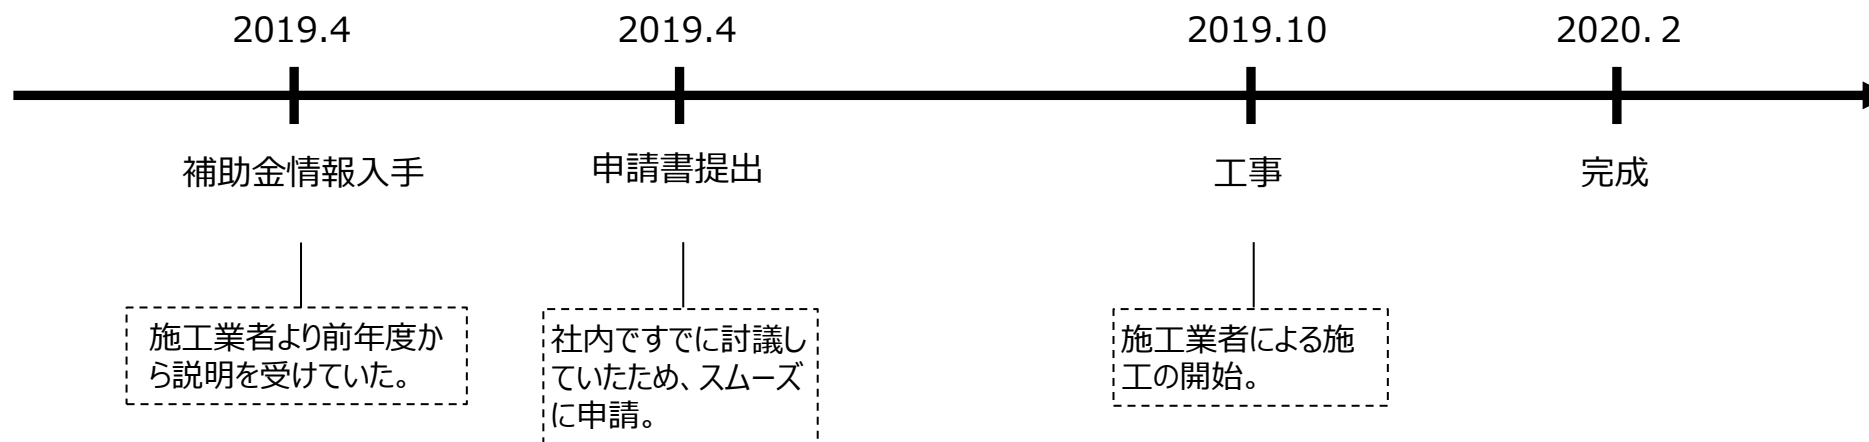 2019.4
2019.4
2019.10
2020.２
補助金情報入手
申請書提出
工事
完成
施工業者より前年度か
ら説明を受けていた。
社内ですでに討議し
ていたため、スムーズ
に申請。
施工業者による施
工の開始。